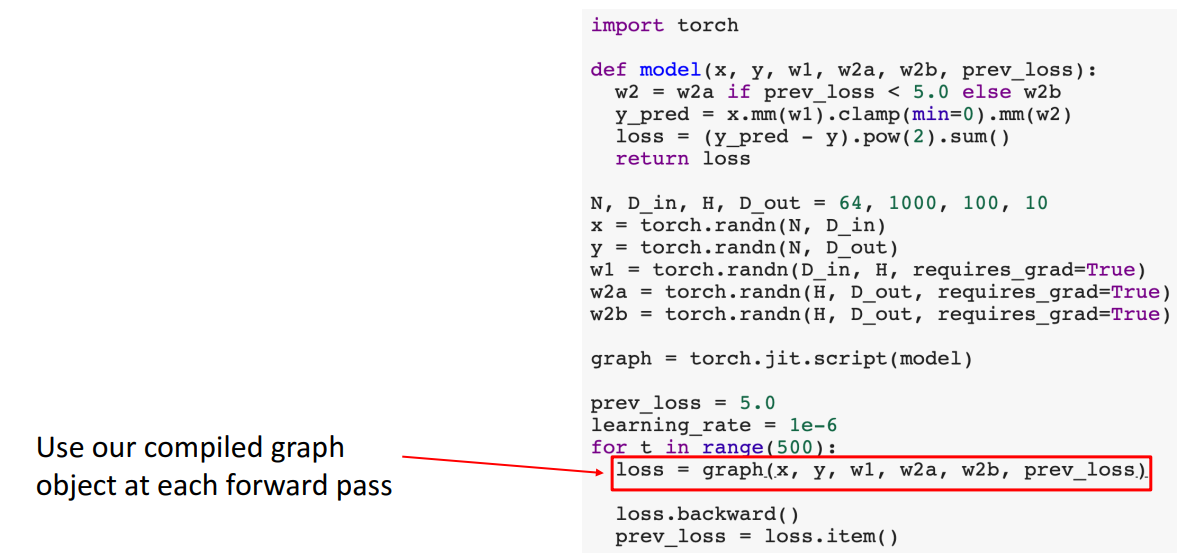 import torch
def model(x, y, w1, w2a, w2b, prev_loss):
  w2 = w2a if prev_loss < 5.0 else w2b
  y_pred = x.mm(w1).clamp(min=0).mm(w2)
  loss = (y_pred - y).pow(2).sum()
  return loss
N, D_in, H, D_out = 64, 1000, 100, 10
x = torch.randn(N, D_in)
y = torch.randn(N, D_out)
w1 = torch.randn(D_in, H, requires_grad=True)
w2a = torch.randn(H, D_out, requires_grad=True)
w2b = torch.randn(H, D_out, requires_grad=True)
graph = torch.jit.script(model)
prev_loss = 5.0
learning_rate = 1e-6
for t in range(500):
  loss = graph(x, y, w1, w2a, w2b, prev_loss)
  loss.backward()
  prev_loss = loss.item()
Use our compiled graph
object at each forward pass